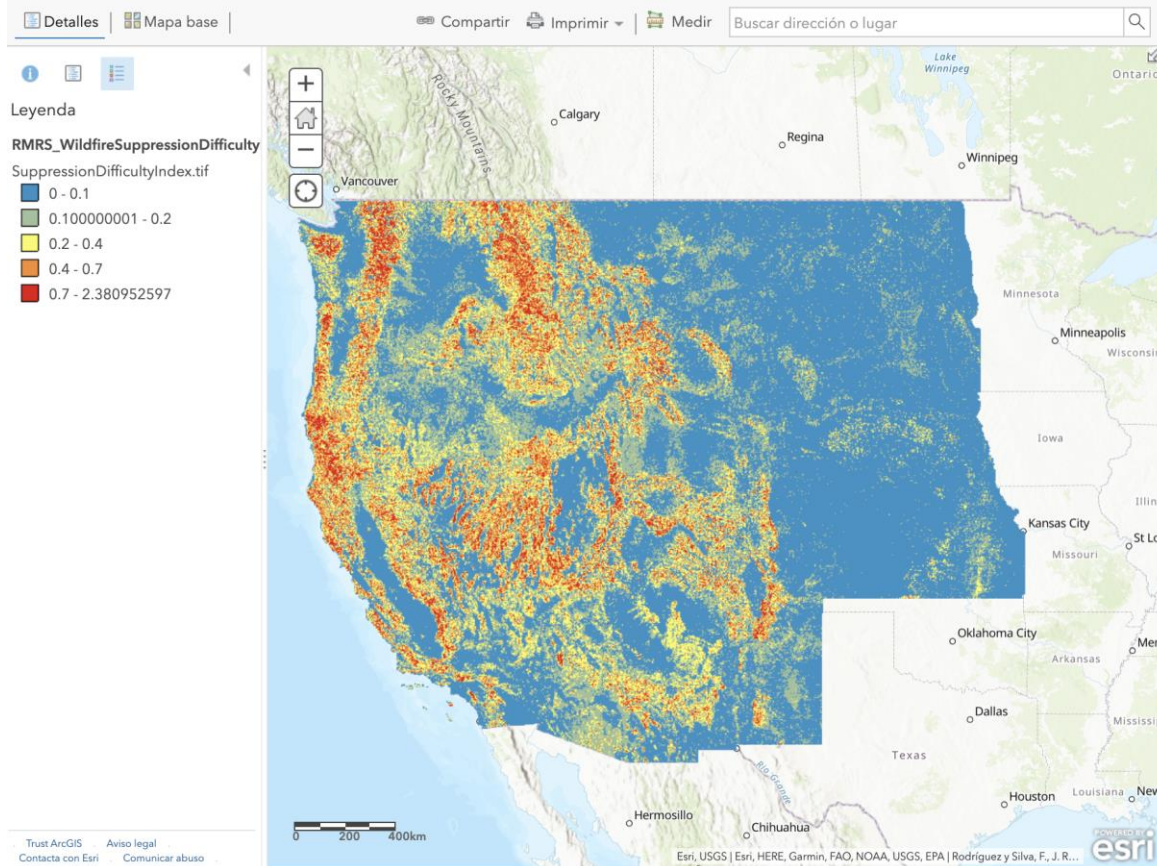 Detalles
Mapa base
Compartir
Imprimir
Medir
Buscar dirección o lugar
Leyenda
RMRS_WildfireSuppressionDifficulty
SuppressionDifficultyIndex.tif
0 - 0.1
0.100000001 - 0.2
0.2 - 0.4
0.4 - 0.7
0.7 - 2.380952597
Trust ArcGIS
Aviso legal
Contacta con Esri
Comunicar abuso
Lake
Winnipeg
Ontario
Rocky Mountains
Calgary
Regina
Winnipeg
Vancouver
Minnesota
Minneapolis
Wisconsi
Iowa
Illin
Kansas City
St Lo
Missouri
Oklahoma City
Mem
Arkansas
Dallas
Mississi
Texas
Rio Grande
Houston
Louisiana
New
Hermosillo
Chihuahua
0 200 400km
Esri, USGS | Esri, HERE, Garmin, FAO, NOAA, USGS, EPA | Rodríguez y Silva, F., J. R...
POWERED BY
esri